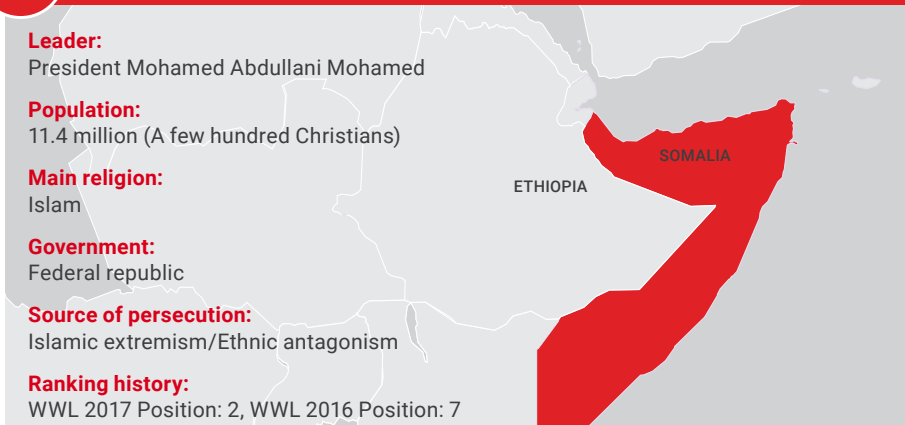 Leader:
President Mohamed Abdullani Mohamed
Population:
11.4 million (A few hundred Christians)
Main religion:
Islam
Government:
Federal republic
Source of persecution:
Islamic extremism/Ethnic antagonism
Ranking history:
WWL 2017 Position: 2, WWL 2016 Position: 7
SOMALIA
ETHIOPIA